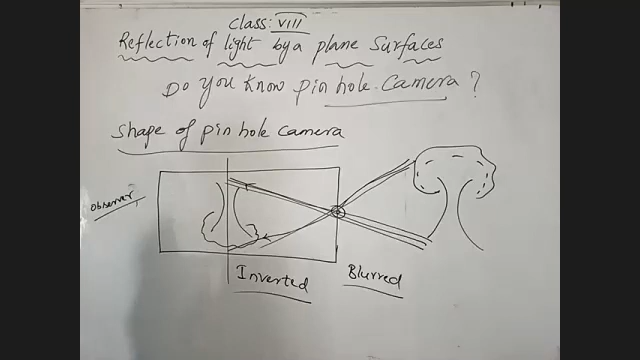 Class: VIII
Reflection of light by a plane Surfaces
Do you know pin hole camera?
Shape of pin hole camera
Observer,
Inverted
Blurred